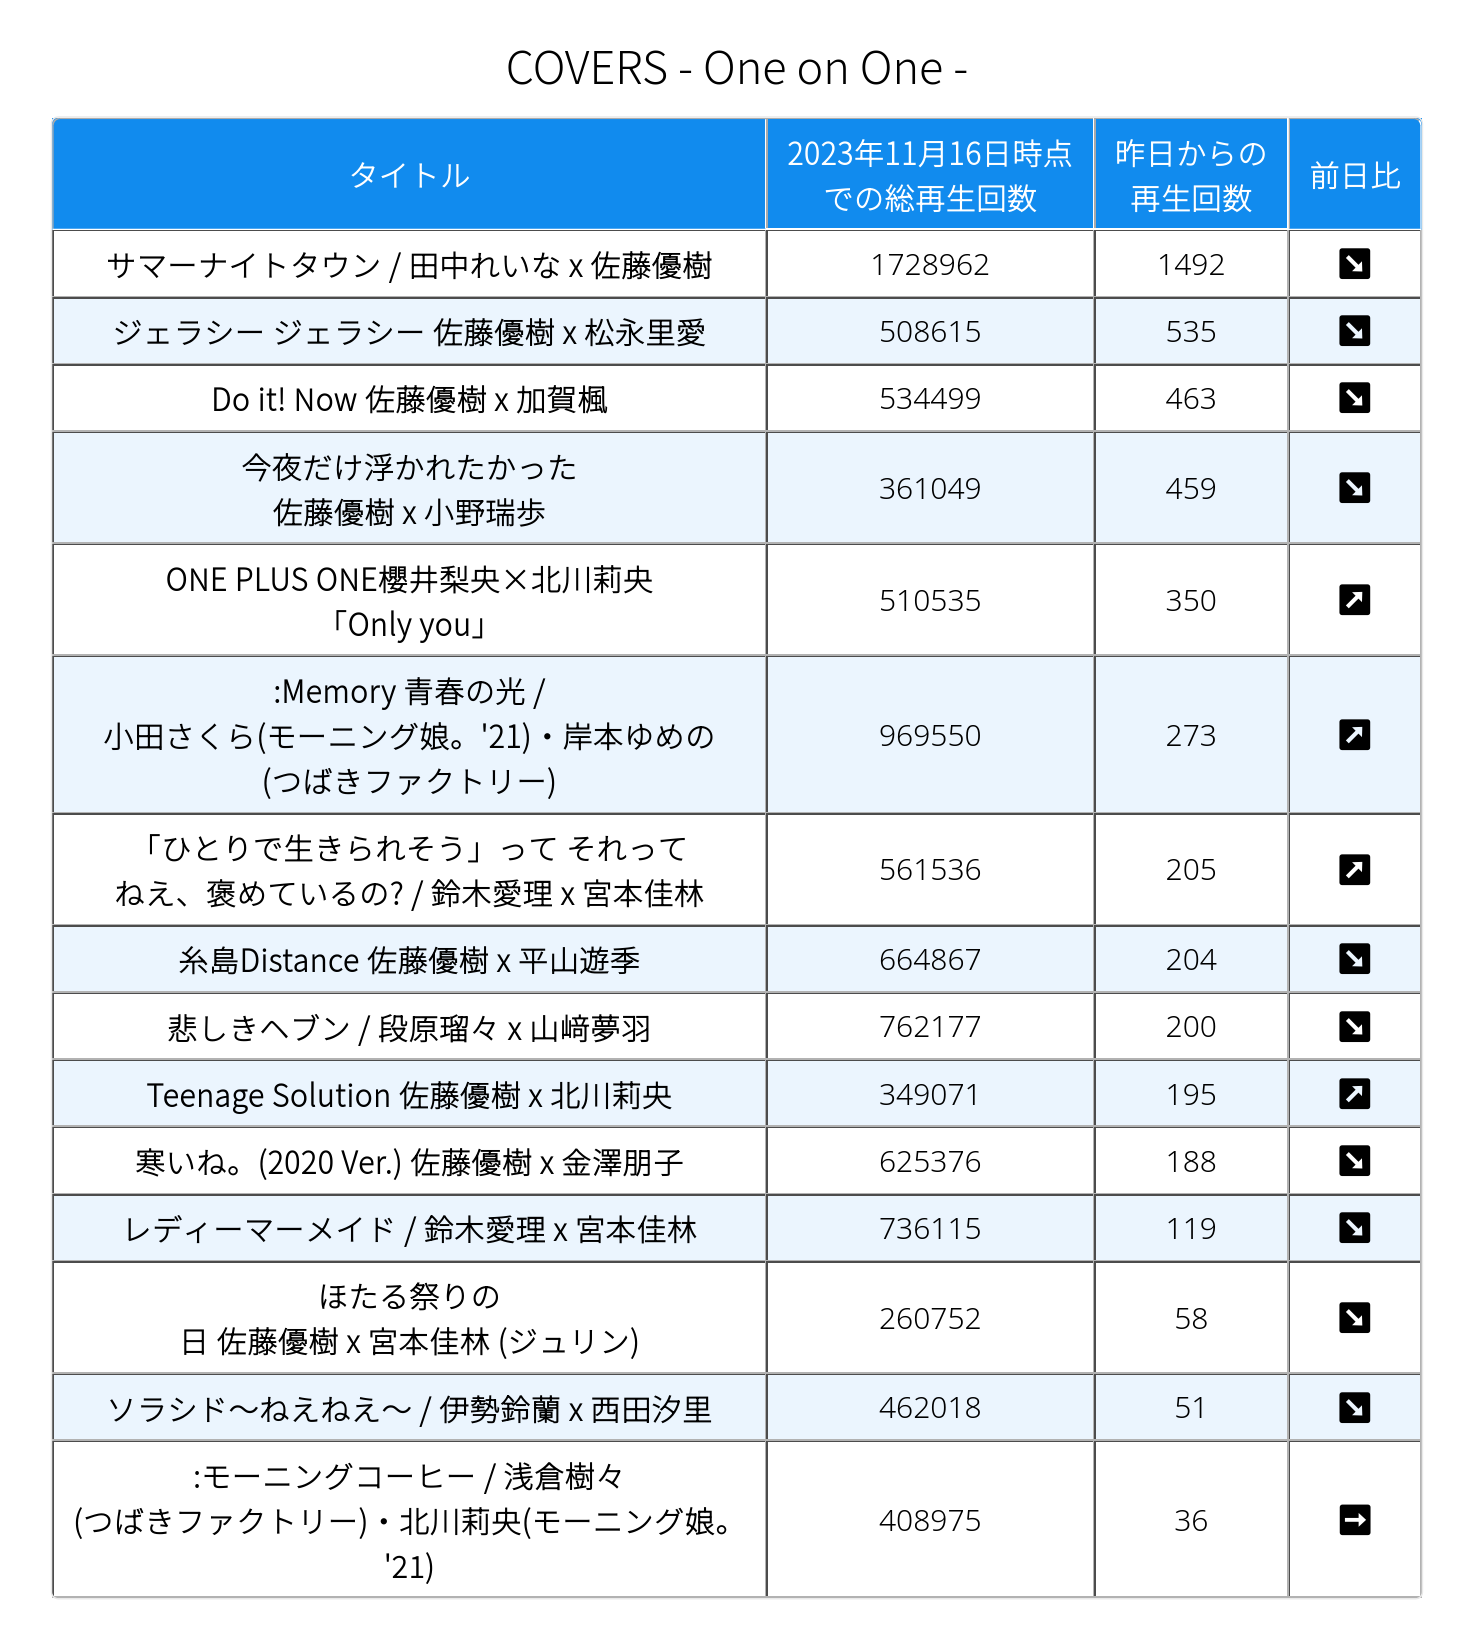 COVERS - One on One -
タイトル
2023年11月16日時点
での総再生回数
昨日からの
再生回数
前日比
サマーナイトタウン / 田中れいな x 佐藤優樹
1728962
1492
ジェラシー ジェラシー 佐藤優樹 x 松永里愛
508615
535
Do it! Now 佐藤優樹 x 加賀楓
534499
463
今夜だけ浮かれたかった
佐藤優樹 x 小野瑞歩
361049
459
ONE PLUS ONE櫻井梨央×北川莉央
「Only you」
510535
350
:Memory 青春の光 /
小田さくら(モーニング娘。'21)・岸本ゆめの
(つばきファクトリー)
969550
273
「ひとりで生きられそう」って それって
ねえ、褒めているの? / 鈴木愛理 x 宮本佳林
561536
205
糸島Distance 佐藤優樹 x 平山遊季
664867
204
悲しきヘブン / 段原瑠々 x 山﨑夢羽
762177
200
Teenage Solution 佐藤優樹 x 北川莉央
349071
195
寒いね。(2020 Ver.) 佐藤優樹 x 金澤朋子
625376
188
レディーマーメイド / 鈴木愛理 x 宮本佳林
736115
119
ほたる祭りの
日 佐藤優樹 x 宮本佳林 (ジュリン)
260752
58
ソラシド〜ねえねえ〜 / 伊勢鈴蘭 x 西田汐里
462018
51
:モーニングコーヒー / 浅倉樹々
(つばきファクトリー)・北川莉央(モーニング娘。
'21)
408975
36